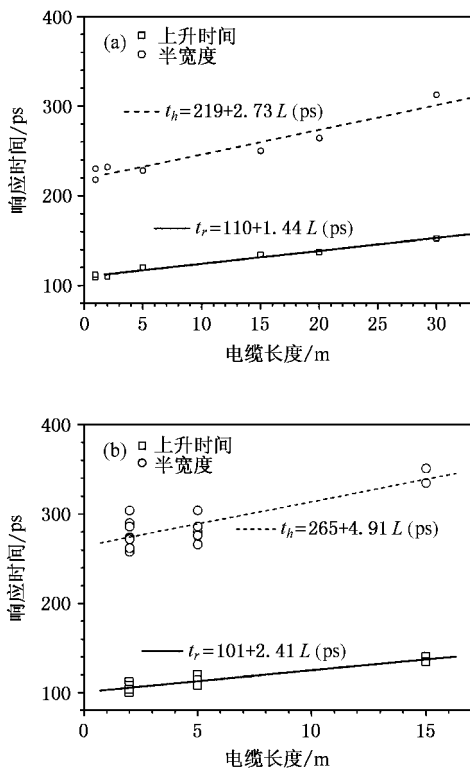 400
(a)
上升时间
半宽度
300
t_h=219+2.73 L (ps)
响应时间/ps
200
t_r=110+1.44 L (ps)
100
0 5 10 15 20 25 30
电缆长度/m
400
(b)
上升时间
半宽度
300
t_h=265+4.91 L (ps)
响应时间/ps
200
t_r=101+2.41 L (ps)
100
0 5 10 15
电缆长度/m